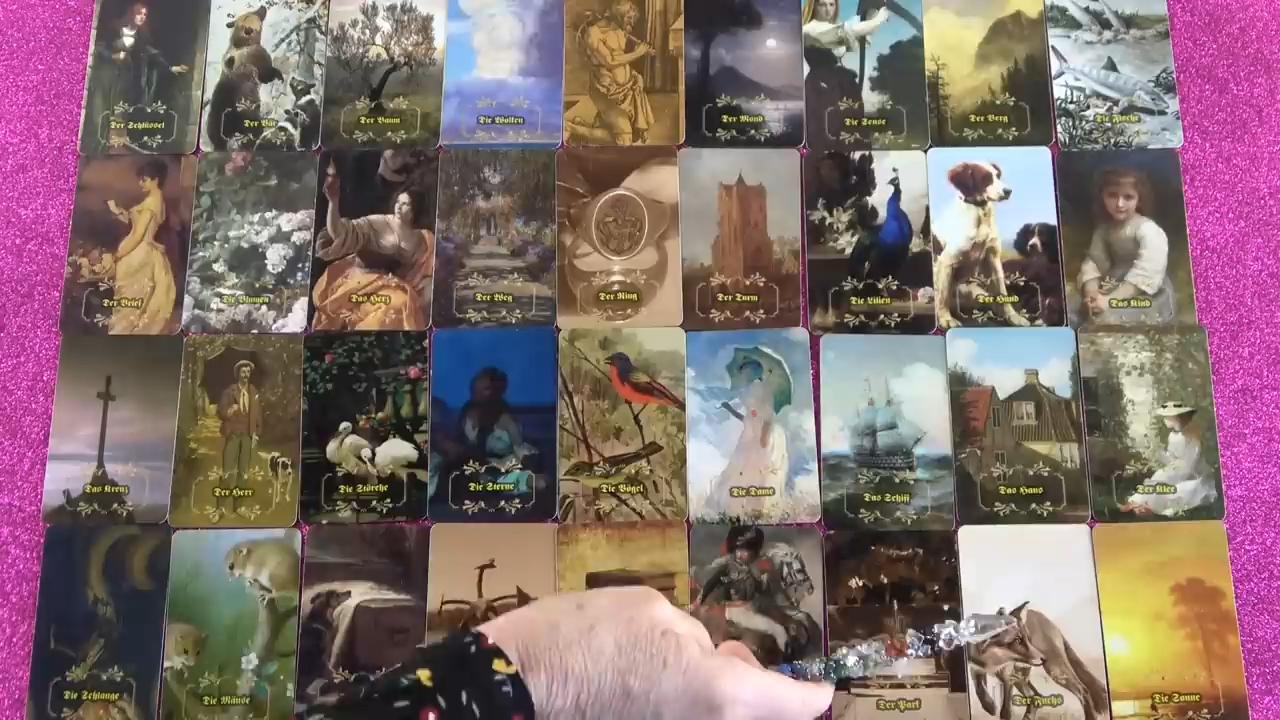 Der Schlüssel
Der Bär
Der Baum
Die Wolken
Der Mond
Die Sense
Der Berg
Die Fische
Der Brief
Die Blumen
Das Herz
Der Weg
Der Ring
Der Turm
Die Lilien
Der Hund
Das Kind
Das Kreuz
Der Herr
Die Störche
Die Sterne
Die Vögel
Die Dame
Das Schiff
Das Haus
Der Klee
Die Schlange
Die Mäuse
Der Park
Der Fuchs
Die Sonne